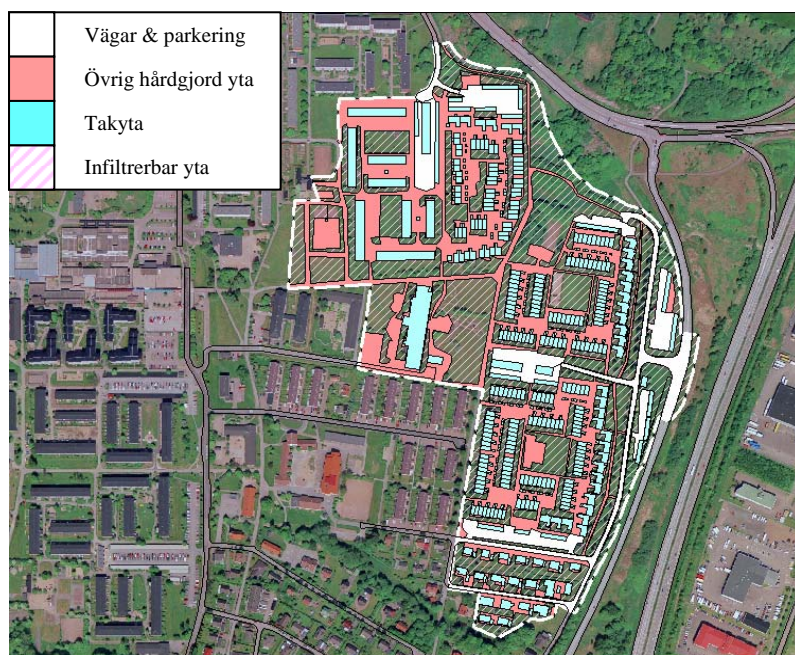 Vägar & parkering
Övrig hårdgjord yta
Takyta
Infiltrerbar yta